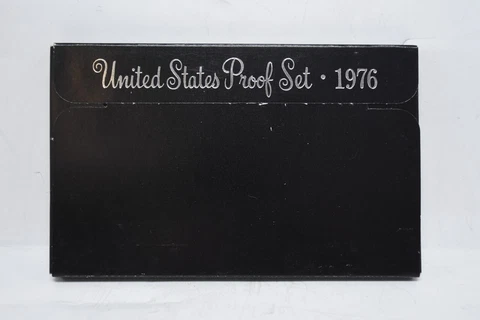 United States Proof Set · 1976